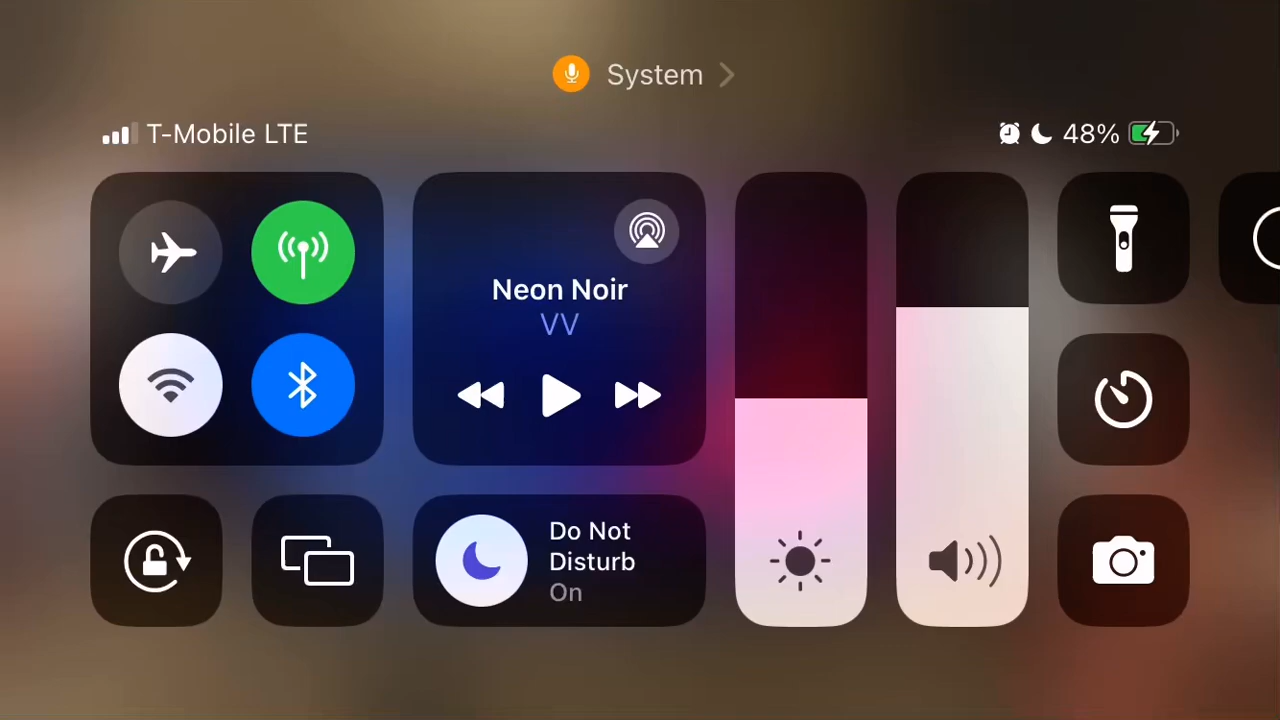 System
T-Mobile LTE
48%
Neon Noir
VV
Do Not
Disturb
On